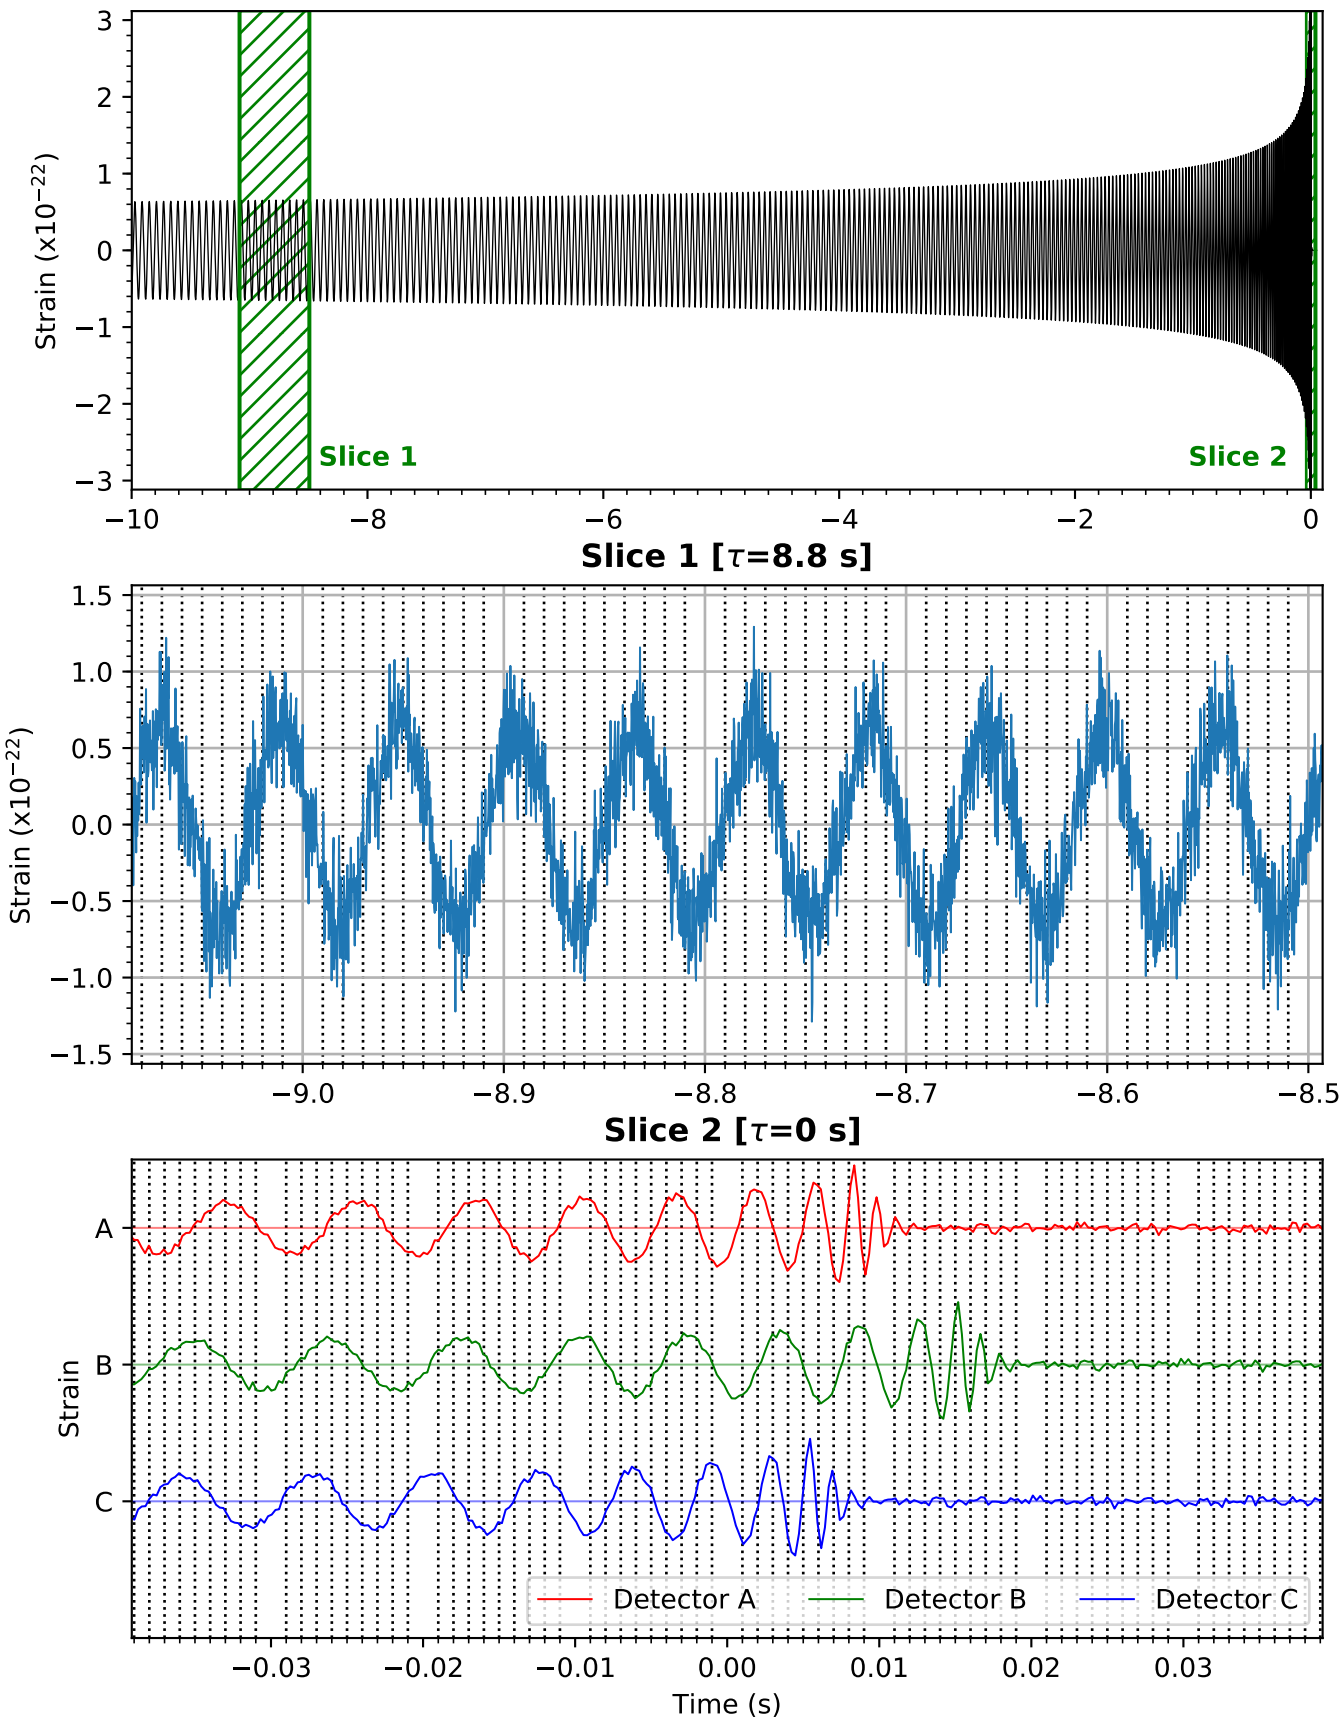 3
2
1
0
−1
−2
−3
Strain (x10⁻²²)
Slice 1
Slice 2
−10 −8 −6 −4 −2 0
Slice 1 [τ=8.8 s]
1.5
1.0
0.5
0.0
−0.5
−1.0
−1.5
Strain (x10⁻²²)
−9.0 −8.9 −8.8 −8.7 −8.6 −8.5
Slice 2 [τ=0 s]
A
B
C
Strain
Detector A Detector B Detector C
−0.03 −0.02 −0.01 0.00 0.01 0.02 0.03
Time (s)